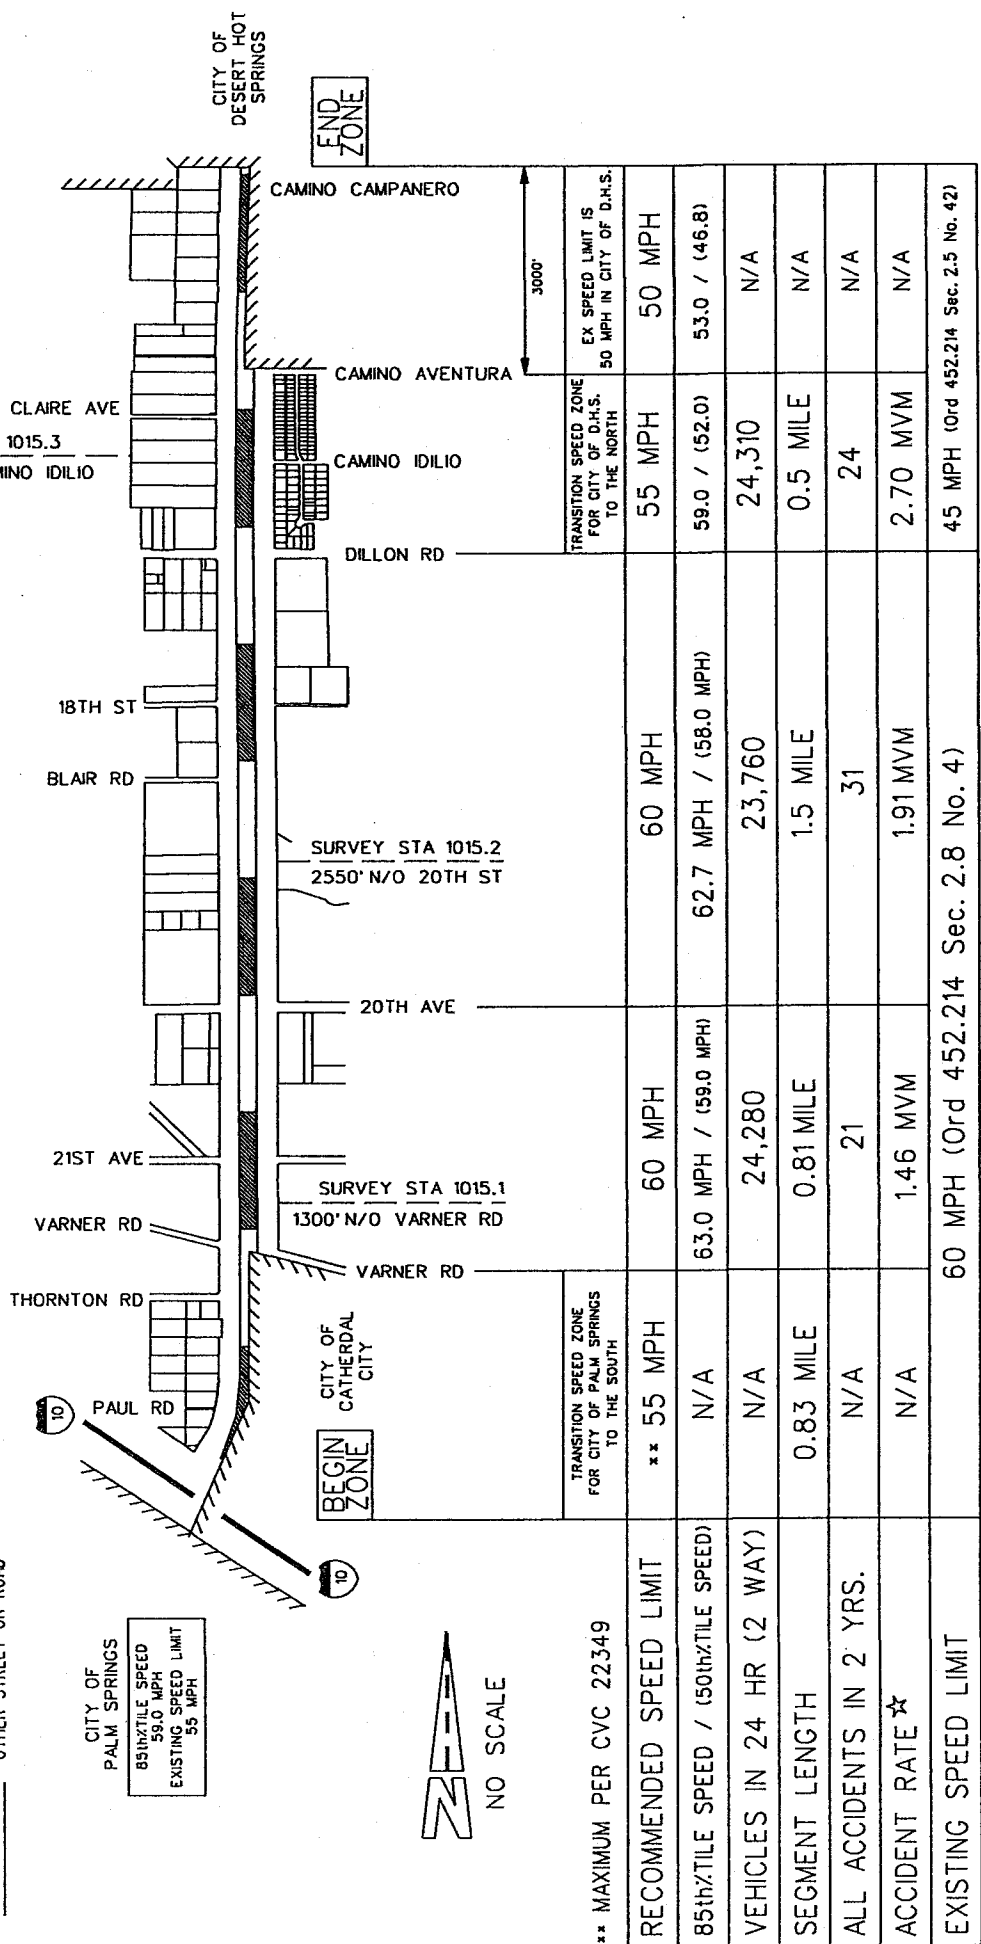 OTHER STREET OR ROAD
CITY OF
PALM SPRINGS
85th%TILE SPEED
59.0 MPH
EXISTING SPEED LIMIT
55 MPH
10
10
PAUL RD
THORNTON RD
VARNER RD
21ST AVE
BLAIR RD
18TH ST
1015.3
CLAIRE AVE
CITY OF
DESERT HOT
SPRINGS
N
NO SCALE
BEGIN
ZONE
CITY OF
CATHERDAL
CITY
VARNER RD
SURVEY STA 1015.1
1300' N/O VARNER RD
20TH AVE
SURVEY STA 1015.2
2550' N/O 20TH ST
DILLON RD
CAMINO IDILIO
CAMINO AVENTURA
CAMINO CAMPANERO
END
ZONE
3000'
** MAXIMUM PER CVC 22349
TRANSITION SPEED ZONE
FOR CITY OF PALM SPRINGS
TO THE SOUTH
TRANSITION SPEED ZONE
FOR CITY OF D.H.S.
TO THE NORTH
EX SPEED LIMIT IS
50 MPH IN CITY OF D.H.S.
RECOMMENDED SPEED LIMIT ** 55 MPH 60 MPH 60 MPH 55 MPH 50 MPH
85th%TILE SPEED / (50th%TILE SPEED) N/A 63.0 MPH / (59.0 MPH) 62.7 MPH / (58.0 MPH) 59.0 / (52.0) 53.0 / (46.8)
VEHICLES IN 24 HR (2 WAY) N/A 24,280 23,760 24,310 N/A
SEGMENT LENGTH 0.83 MILE 0.81 MILE 1.5 MILE 0.5 MILE N/A
ALL ACCIDENTS IN 2 YRS. N/A 21 31 24 N/A
ACCIDENT RATE☆ N/A 1.46 MVM 1.91 MVM 2.70 MVM N/A
EXISTING SPEED LIMIT 60 MPH (Ord 452.214 Sec. 2.8 No. 4) 45 MPH (Ord 452.214 Sec. 2.5 No. 42)